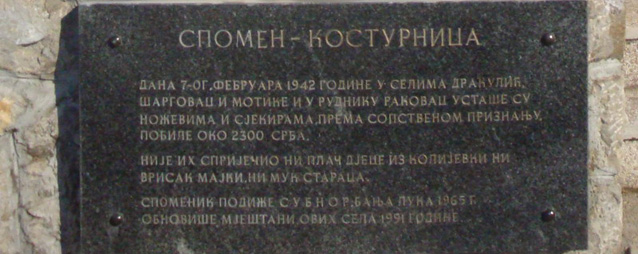 СПОМЕН-КОСТУРНИЦА
ДАНА 7-ОГ.ФЕБРУАРА 1942 ГОДИНЕ У СЕЛИМА ДРАКУЛИЋ,
ШАРГОВАЦ И МОТИКЕ И У РУДНИКУ РАКОВАЦ УСТАШЕ СУ
НОЖЕВИМА И СЈЕКИРАМА, ПРЕМА СОПСТВЕНОМ ПРИЗНАЊУ,
ПОБИЛЕ ОКО 2300 СРБА.
НИЈЕ ИХ СПРИЈЕЧИО НИ ПЛАЧ ДЈЕЦЕ ИЗ КОЛИЈЕВКИ НИ
ВРИСАК МАЈКИ, НИ МУК СТАРАЦА.
СПОМЕНИК ПОДИЖЕ С У Б Н О Р, БАЊА ЛУКА 1965 Г.
ОБНОВИШЕ МЈЕШТАНИ ОВИХ СЕЛА 1991 ГОДИНЕ